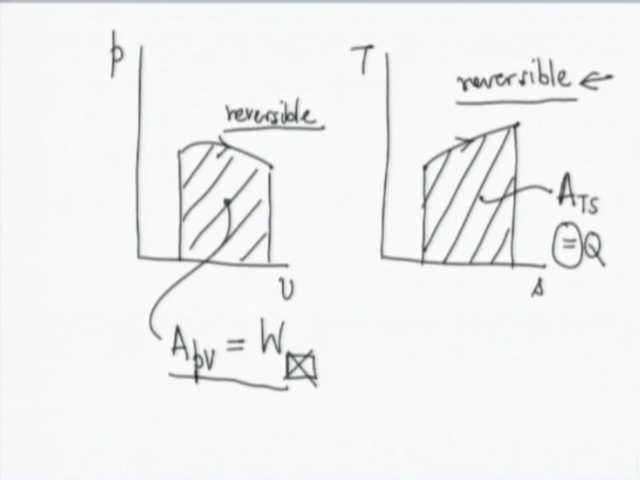 p
reversible
v
A_pv = W
T
reversible ←
A_TS
= Q
s